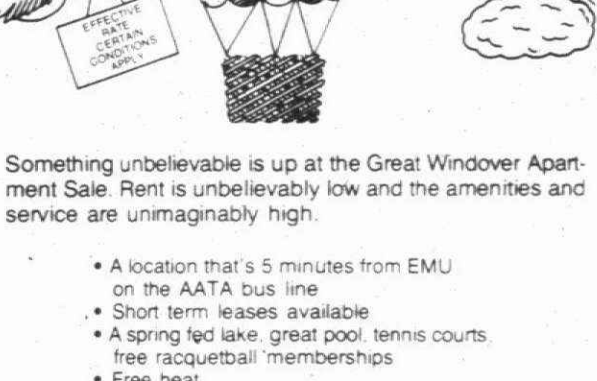 EFFECTIVE
RATE
CERTAIN
CONDITIONS
APPLY
Something unbelievable is up at the Great Windover Apart-
ment Sale. Rent is unbelievably low and the amenities and
service are unimaginably high.
• A location that's 5 minutes from EMU
on the AATA bus line
• Short term leases available
• A spring fed lake, great pool, tennis courts,
free racquetball memberships
• Free heat